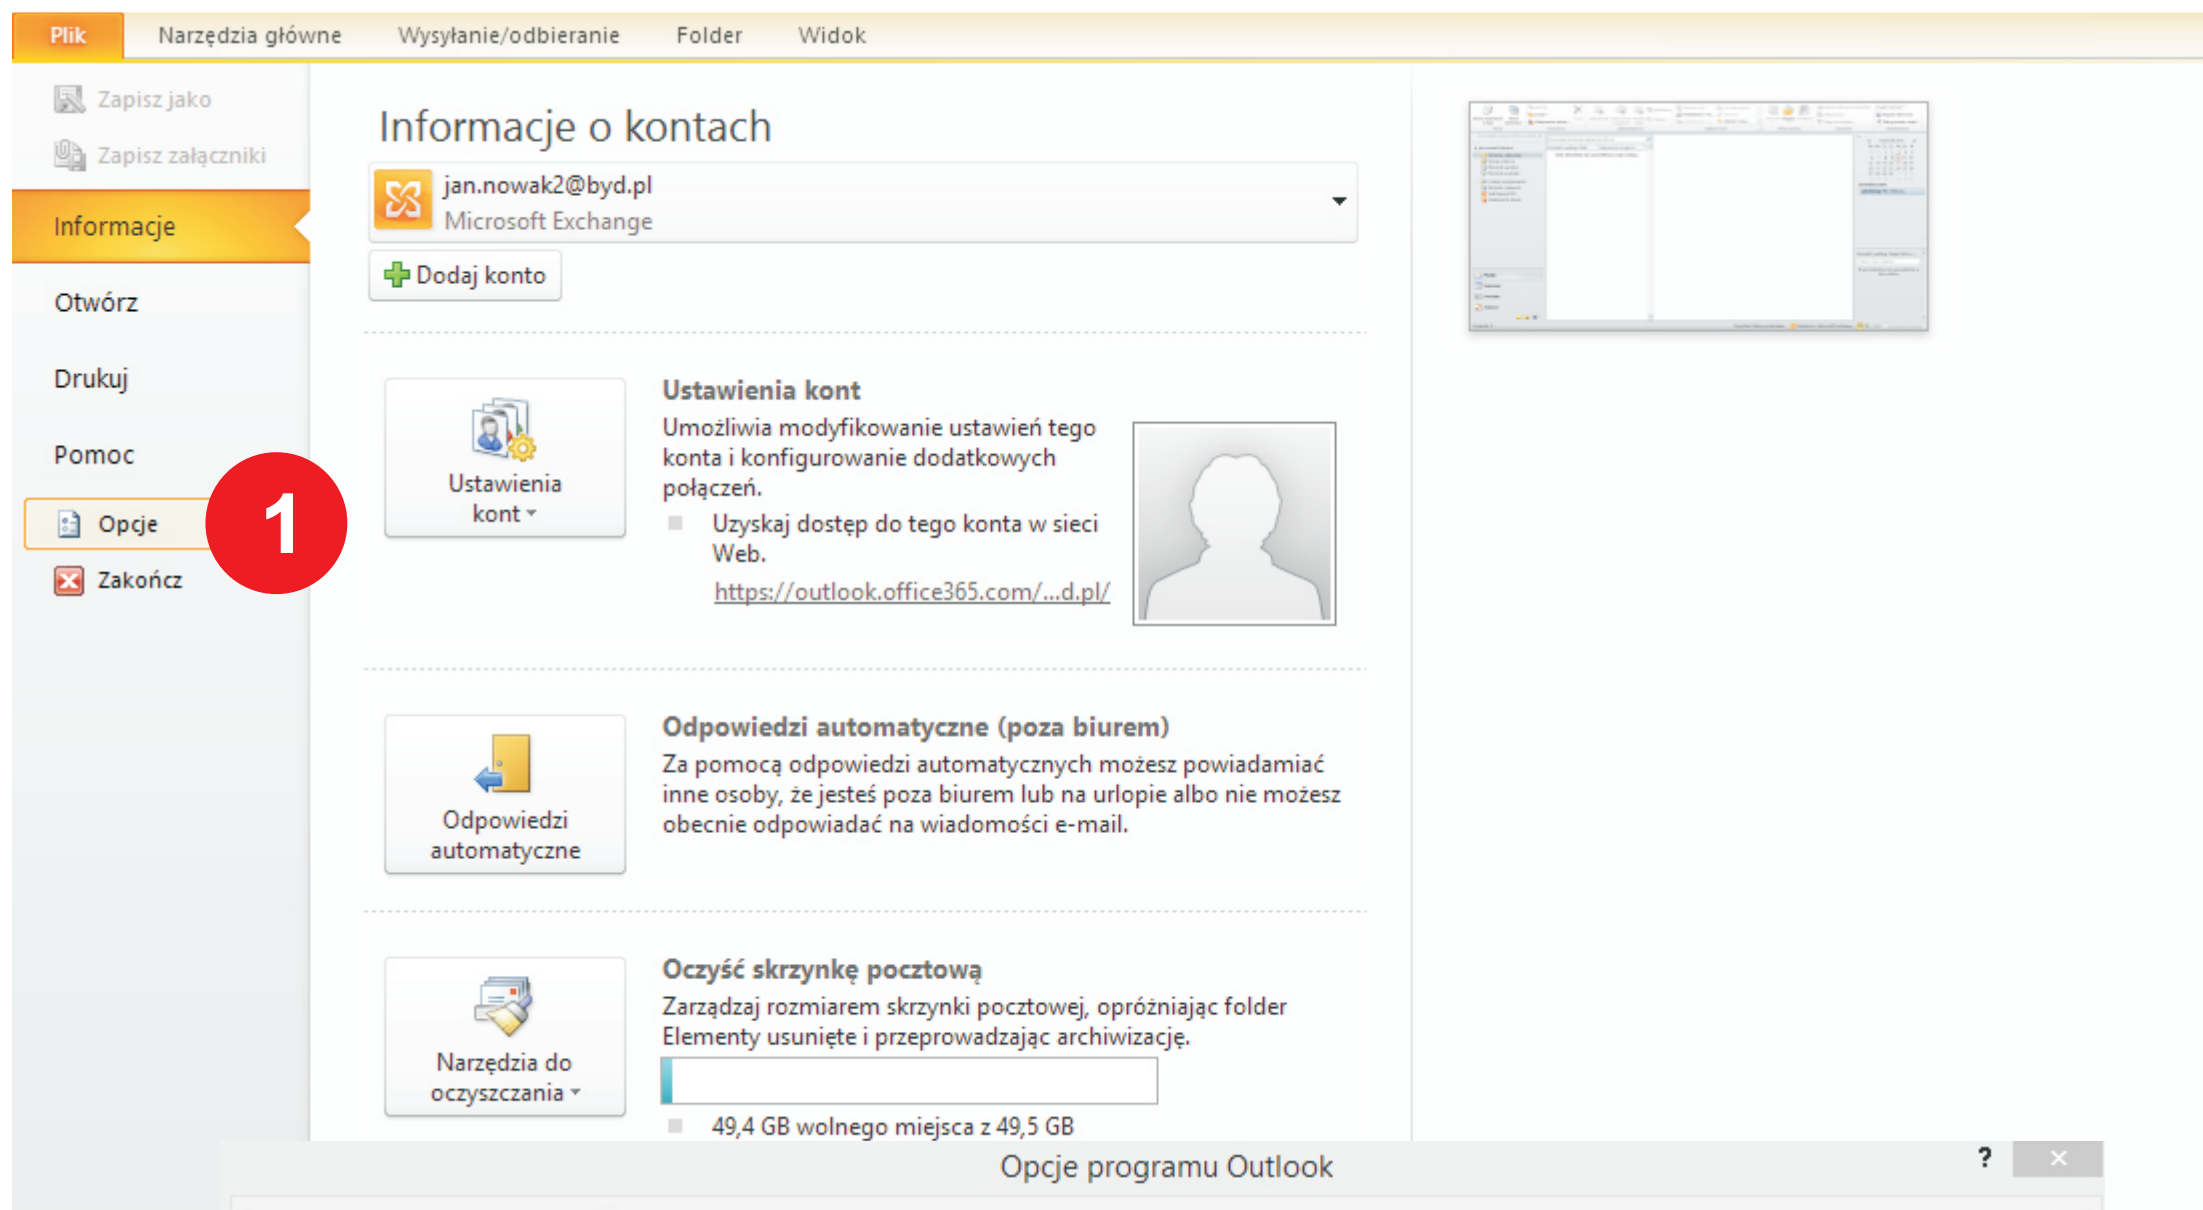 Plik Narzędzia główne Wysyłanie/odbieranie Folder Widok
Zapisz jako
Zapisz załączniki
Informacje
Otwórz
Drukuj
Pomoc
Opcje
1
Zakończ
Informacje o kontach
jan.nowak2@byd.pl
Microsoft Exchange
Dodaj konto
Ustawienia
kont
Ustawienia kont
Umożliwia modyfikowanie ustawień tego
konta i konfigurowanie dodatkowych
połączeń.
Uzyskaj dostęp do tego konta w sieci
Web.
https://outlook.office365.com/...d.pl/
Odpowiedzi
automatyczne
Odpowiedzi automatyczne (poza biurem)
Za pomocą odpowiedzi automatycznych możesz powiadamiać
inne osoby, że jesteś poza biurem lub na urlopie albo nie możesz
obecnie odpowiadać na wiadomości e-mail.
Narzędzia do
oczyszczania
Oczyść skrzynkę pocztową
Zarządzaj rozmiarem skrzynki pocztowej, opróżniając folder
Elementy usunięte i przeprowadzając archiwizację.
49,4 GB wolnego miejsca z 49,5 GB
Opcje programu Outlook ?